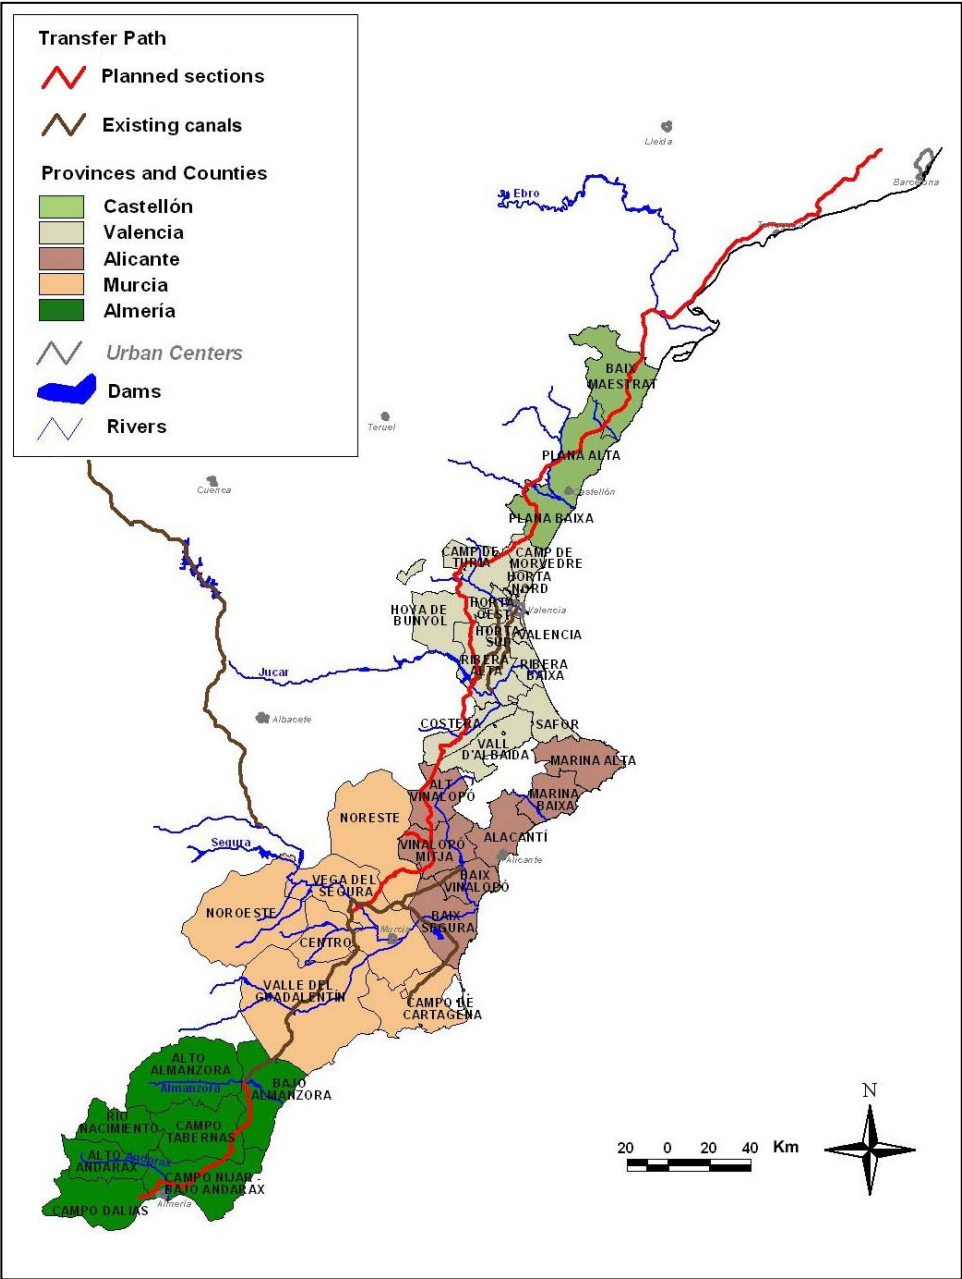 Transfer Path
Planned sections
Existing canals
Provinces and Counties
Castellón
Valencia
Alicante
Murcia
Almería
Urban Centers
Dams
Rivers
Lleida
Barcelona
Ebro
BAIX
MAESTRAT
Teruel
PLANA ALTA
Cuenca
Castellón
PLANA BAIXA
CAMP DE
TURIA
CAMP DE
MORVEDRE
HORTA
NORD
HOYA DE
BUNYOL
HORTA
OEST
Valencia
HORTA
SUD
VALENCIA
RIBERA
ALTA
RIBERA
BAIXA
Jucar
Albacete
COSTERA
SAFOR
VALL
D'ALBAIDA
MARINA ALTA
ALT
VINALOPÓ
MARINA
BAIXA
NORESTE
ALACANTÍ
Segura
VINALOPÓ
MITJA
Alicante
VEGA DEL
SEGURA
BAIX
VINALOPÓ
NOROESTE
BAIX
SEGURA
Murcia
CENTRO
VALLE DEL
GUADALENTÍN
CAMPO DE
CARTAGENA
ALTO
ALMANZORA
Almanzora
BAJO
ALMANZORA
RIO
NACIMIENTO
CAMPO
TABERNAS
ALTO
ANDARAX
Andarax
CAMPO NIJAR -
BAJO ANDARAX
Almería
CAMPO DALIAS
N
20 0 20 40 Km